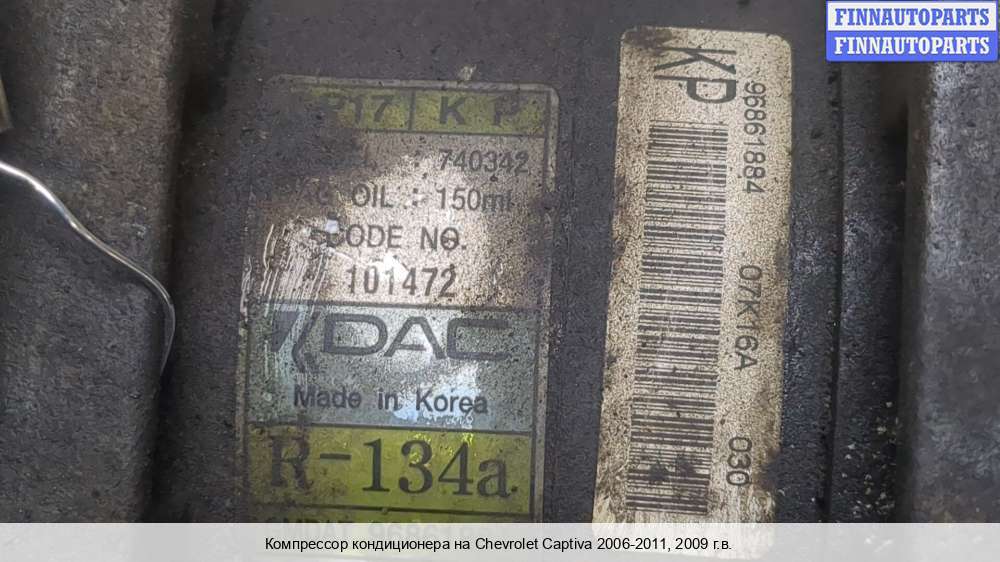 FINNAUTOPARTS
FINNAUTOPARTS
P17 K P
: 740342
OIL : 150ml
CODE NO.
101472
DAC
Made in Korea
R-134a
KP
96861884 07K16A 030
Компрессор кондиционера на Chevrolet Captiva 2006-2011, 2009 г.в.